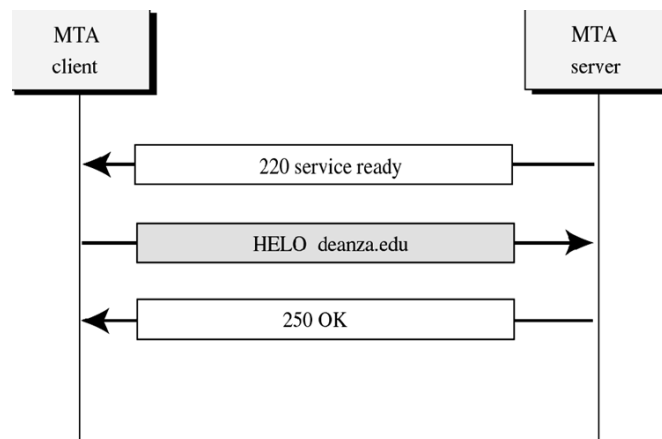 MTA
client
MTA
server
220 service ready
HELO deanza.edu
250 OK